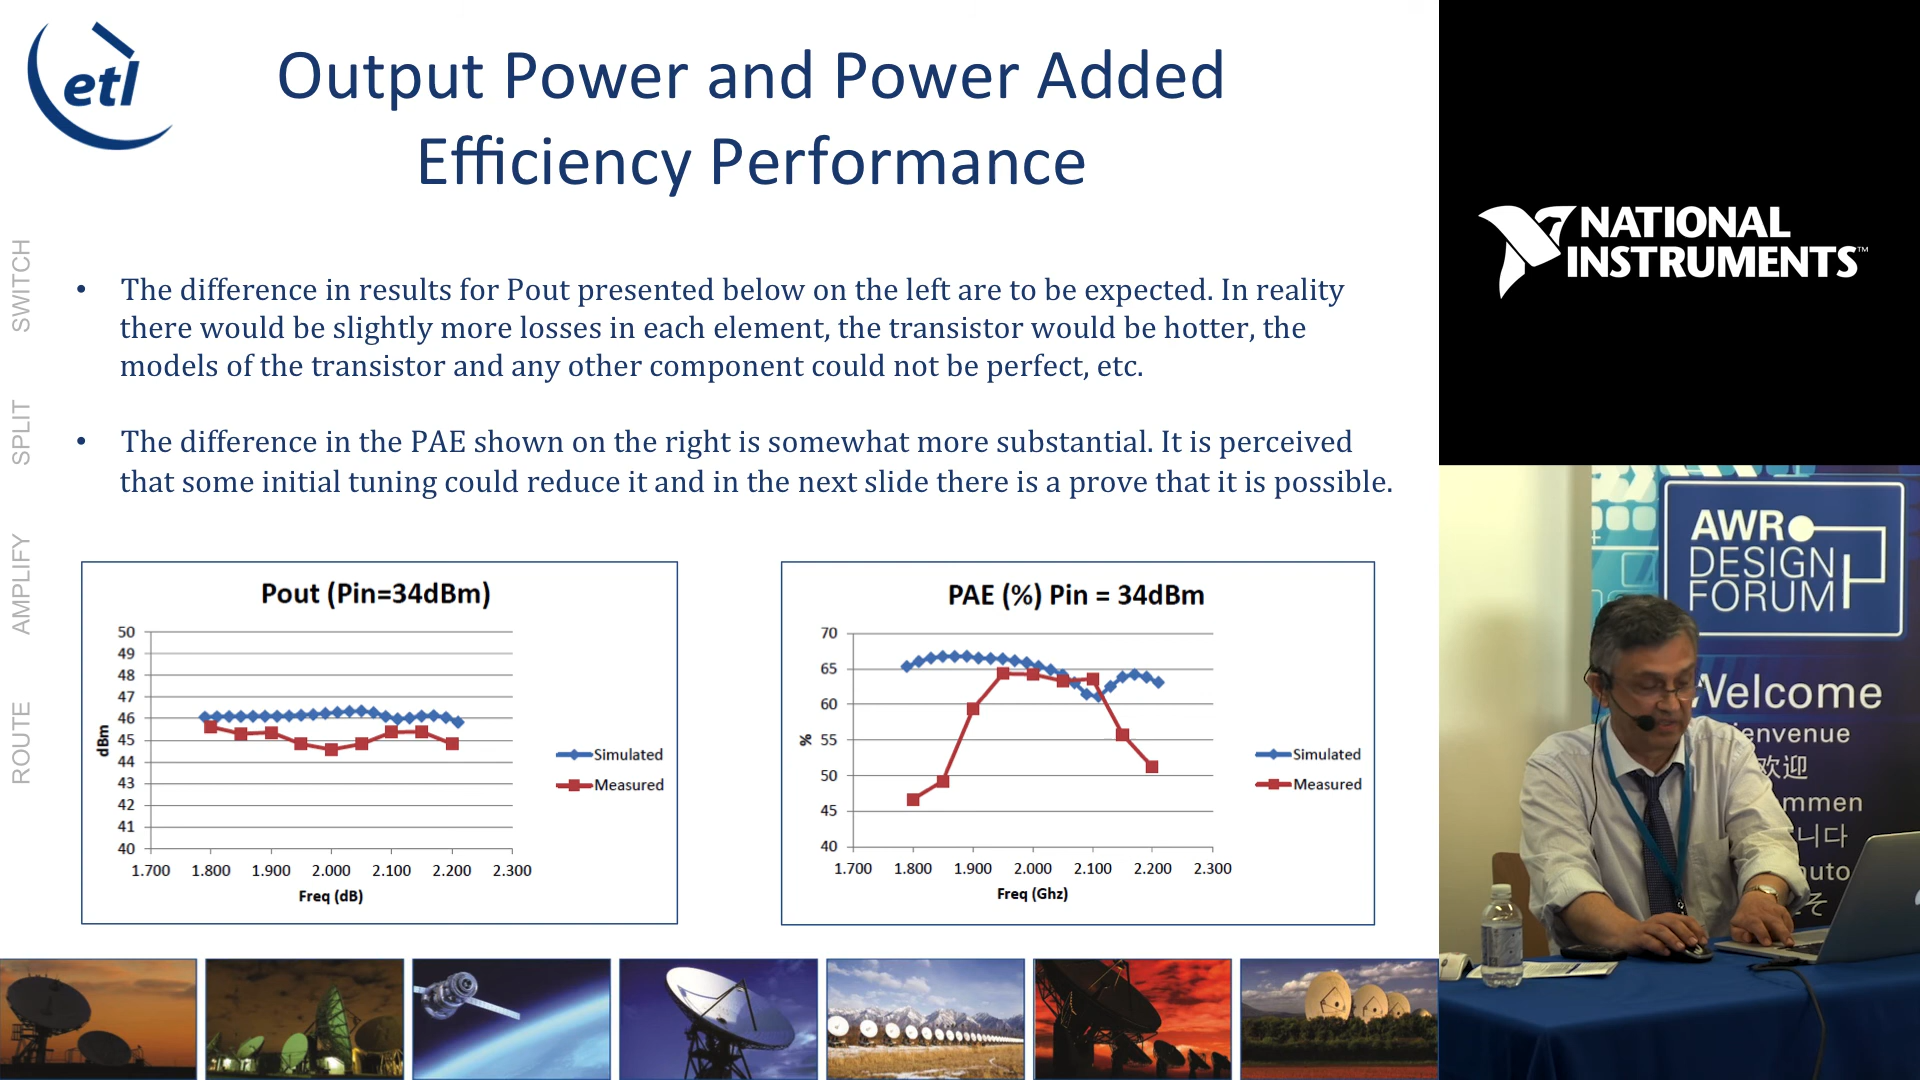 etl
Output Power and Power Added
Efficiency Performance
SWITCH
SPLIT
AMPLIFY
ROUTE
• The difference in results for Pout presented below on the left are to be expected. In reality
there would be slightly more losses in each element, the transistor would be hotter, the
models of the transistor and any other component could not be perfect, etc.
• The difference in the PAE shown on the right is somewhat more substantial. It is perceived
that some initial tuning could reduce it and in the next slide there is a prove that it is possible.
Pout (Pin=34dBm)
50
49
48
47
46
45
44
43
42
41
40
dBm
1.700 1.800 1.900 2.000 2.100 2.200 2.300
Freq (dB)
Simulated
Measured
PAE (%) Pin = 34dBm
70
65
60
55
50
45
40
%
1.700 1.800 1.900 2.000 2.100 2.200 2.300
Freq (Ghz)
Simulated
Measured
NATIONAL
INSTRUMENTS™
AWR
DESIGN
FORUM
Welcome
envenue
欢迎
mmen
니다
uto
そ